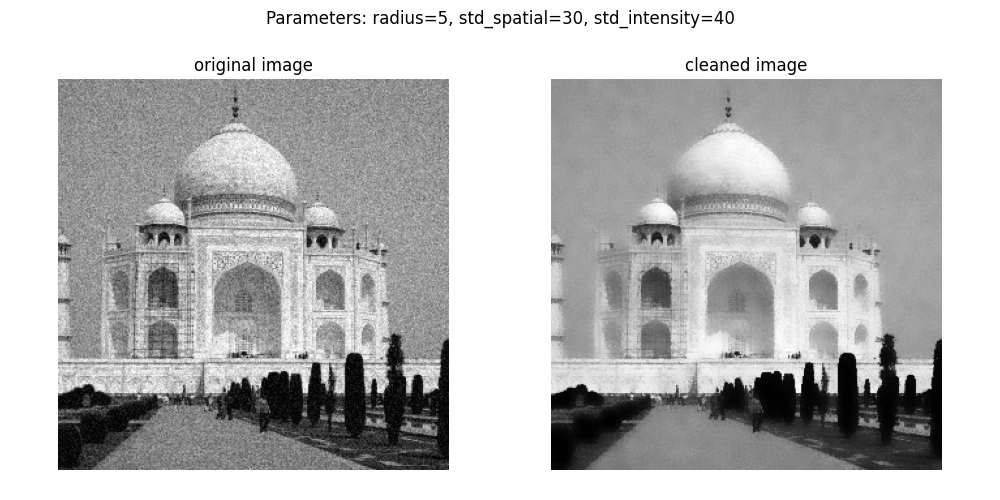 Parameters: radius=5, std_spatial=30, std_intensity=40
original image
cleaned image